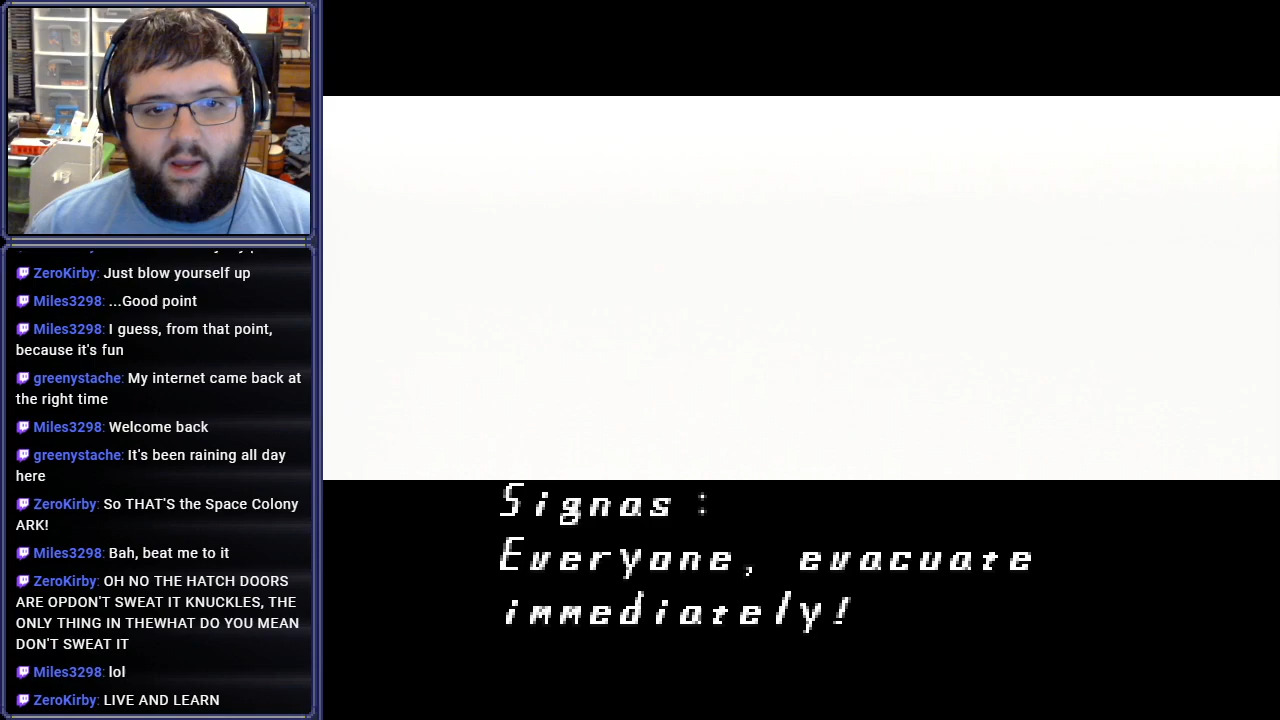 ZeroKirby: Just blow yourself up
Miles3298: ...Good point
Miles3298: I guess, from that point,
because it's fun
greenystache: My internet came back at
the right time
Miles3298: Welcome back
greenystache: It's been raining all day
here
ZeroKirby: So THAT'S the Space Colony
ARK!
Miles3298: Bah, beat me to it
ZeroKirby: OH NO THE HATCH DOORS
ARE OPDON'T SWEAT IT KNUCKLES, THE
ONLY THING IN THEWHAT DO YOU MEAN
DON'T SWEAT IT
Miles3298: lol
ZeroKirby: LIVE AND LEARN
Signas :
Everyone, evacuate
immediately!